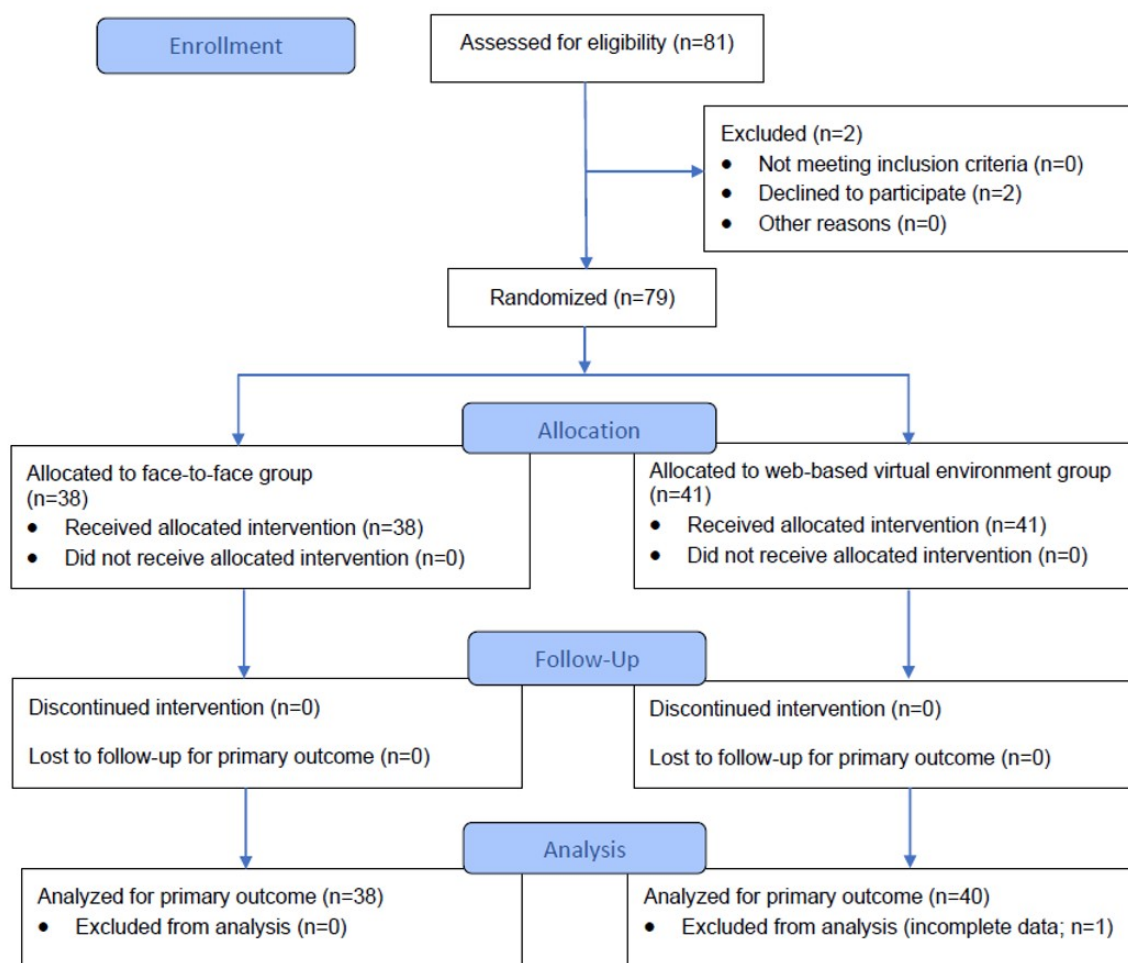 Enrollment
Assessed for eligibility (n=81)
Excluded (n=2)
• Not meeting inclusion criteria (n=0)
• Declined to participate (n=2)
• Other reasons (n=0)
Randomized (n=79)
Allocation
Allocated to face-to-face group
(n=38)
• Received allocated intervention (n=38)
• Did not receive allocated intervention (n=0)
Allocated to web-based virtual environment group
(n=41)
• Received allocated intervention (n=41)
• Did not receive allocated intervention (n=0)
Follow-Up
Discontinued intervention (n=0)
Lost to follow-up for primary outcome (n=0)
Discontinued intervention (n=0)
Lost to follow-up for primary outcome (n=0)
Analysis
Analyzed for primary outcome (n=38)
• Excluded from analysis (n=0)
Analyzed for primary outcome (n=40)
• Excluded from analysis (incomplete data; n=1)